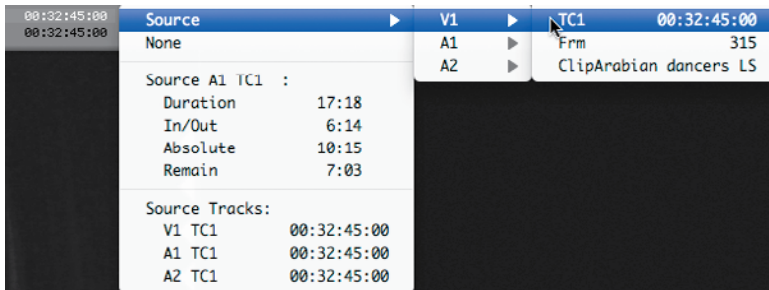 00:32:45:00
00:32:45:00
Source V1 TC1 00:32:45:00
None A1 Frm 315
A2 ClipArabian dancers LS
Source A1 TC1 :
Duration 17:18
In/Out 6:14
Absolute 10:15
Remain 7:03
Source Tracks:
V1 TC1 00:32:45:00
A1 TC1 00:32:45:00
A2 TC1 00:32:45:00